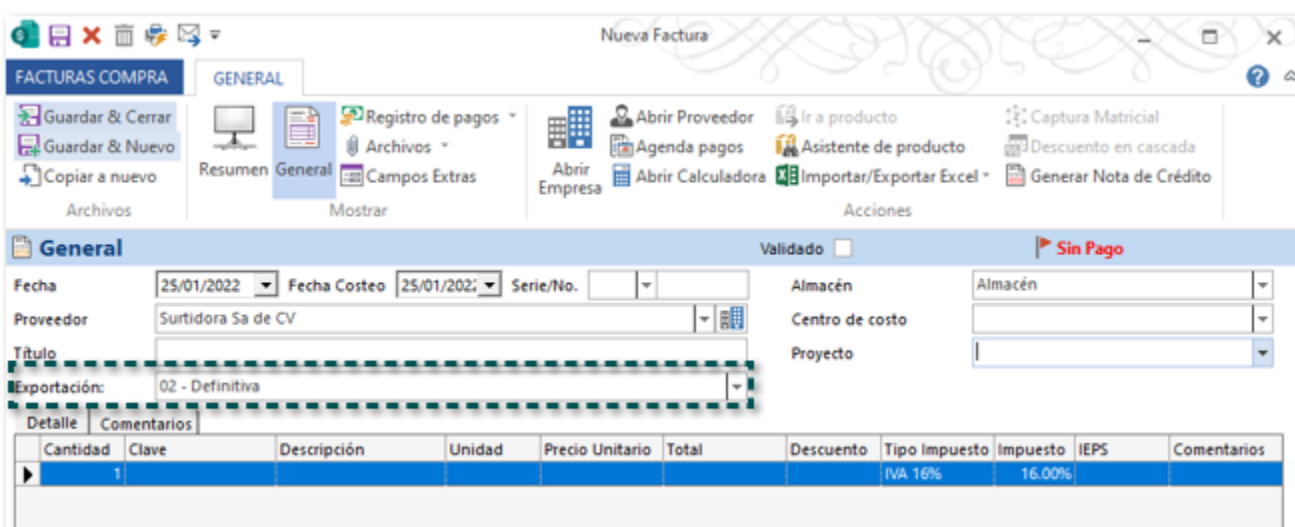 Nueva Factura
FACTURAS COMPRA GENERAL
Guardar & Cerrar
Guardar & Nuevo
Copiar a nuevo
Archivos
Resumen
General
Registro de pagos
Archivos
Campos Extras
Mostrar
Abrir Empresa
Abrir Proveedor
Agenda pagos
Abrir Calculadora
Ir a producto
Asistente de producto
Importar/Exportar Excel
Captura Matricial
Descuento en cascada
Generar Nota de Crédito
Acciones
General Validado Sin Pago
Fecha 25/01/2022 Fecha Costeo 25/01/2022 Serie/No. Almacén Almacén
Proveedor Surtidora Sa de CV Centro de costo
Título Proyecto
Exportación: 02 - Definitiva
Detalle Comentarios
Cantidad Clave Descripción Unidad Precio Unitario Total Descuento Tipo Impuesto Impuesto IEPS Comentarios
1 IVA 16% 16.00%